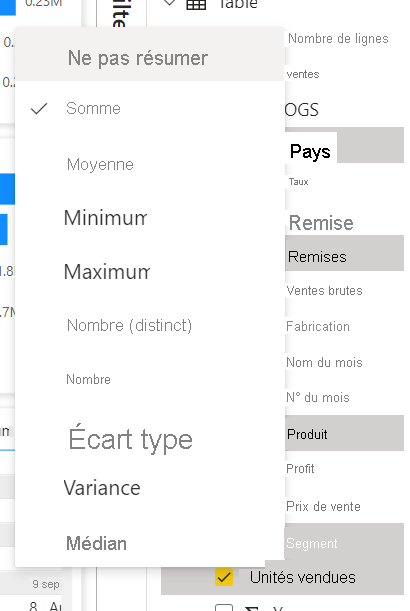 0.23M
Table
Ne pas résumer
Somme
Moyenne
Minimum
Maximum
Nombre (distinct)
Nombre
Écart type
Variance
Médian
Nombre de lignes
ventes
OGS
Pays
Taux
Remise
Remises
Ventes brutes
Fabrication
Nom du mois
N° du mois
Produit
Profit
Prix de vente
Segment
Unités vendues
9 sep